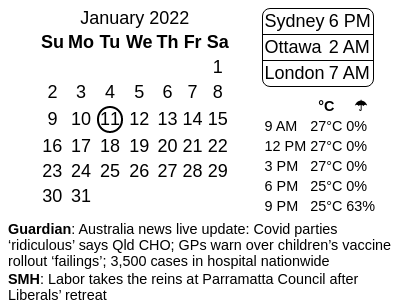 January 2022
Su Mo Tu We Th Fr Sa
1
2 3 4 5 6 7 8
9 10 11 12 13 14 15
16 17 18 19 20 21 22
23 24 25 26 27 28 29
30 31
Sydney 6 PM
Ottawa 2 AM
London 7 AM
°C ☂
9 AM 27°C 0%
12 PM 27°C 0%
3 PM 27°C 0%
6 PM 25°C 0%
9 PM 25°C 63%
Guardian: Australia news live update: Covid parties
‘ridiculous’ says Qld CHO; GPs warn over children’s vaccine
rollout ‘failings’; 3,500 cases in hospital nationwide
SMH: Labor takes the reins at Parramatta Council after
Liberals’ retreat